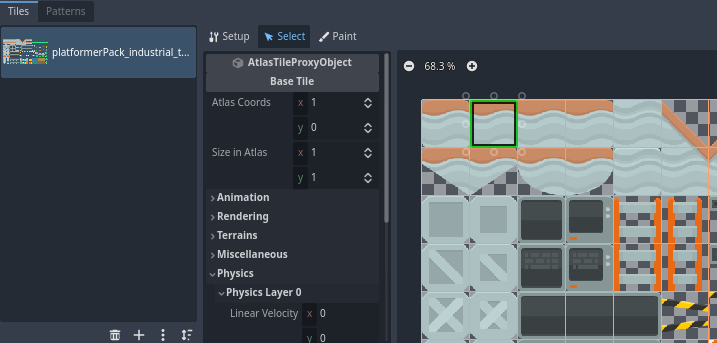 Tiles Patterns
platformerPack_industrial_t...
Setup Select Paint
AtlasTileProxyObject
Base Tile
Atlas Coords x 1
y 0
Size in Atlas x 1
y 1
Animation
Rendering
Terrains
Miscellaneous
Physics
Physics Layer 0
Linear Velocity x 0
y 0
68.3 %